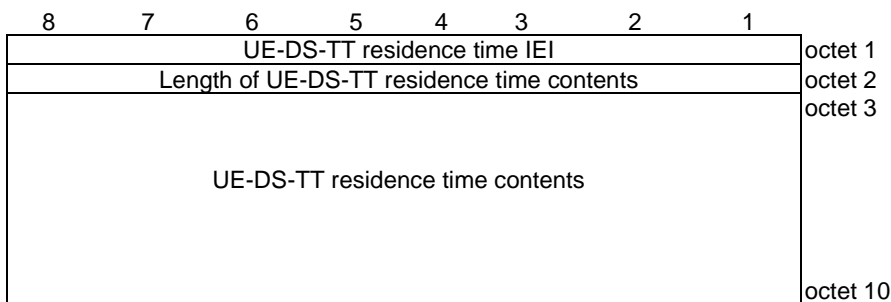 8 7 6 5 4 3 2 1
UE-DS-TT residence time IEI octet 1
Length of UE-DS-TT residence time contents octet 2
octet 3
UE-DS-TT residence time contents
octet 10